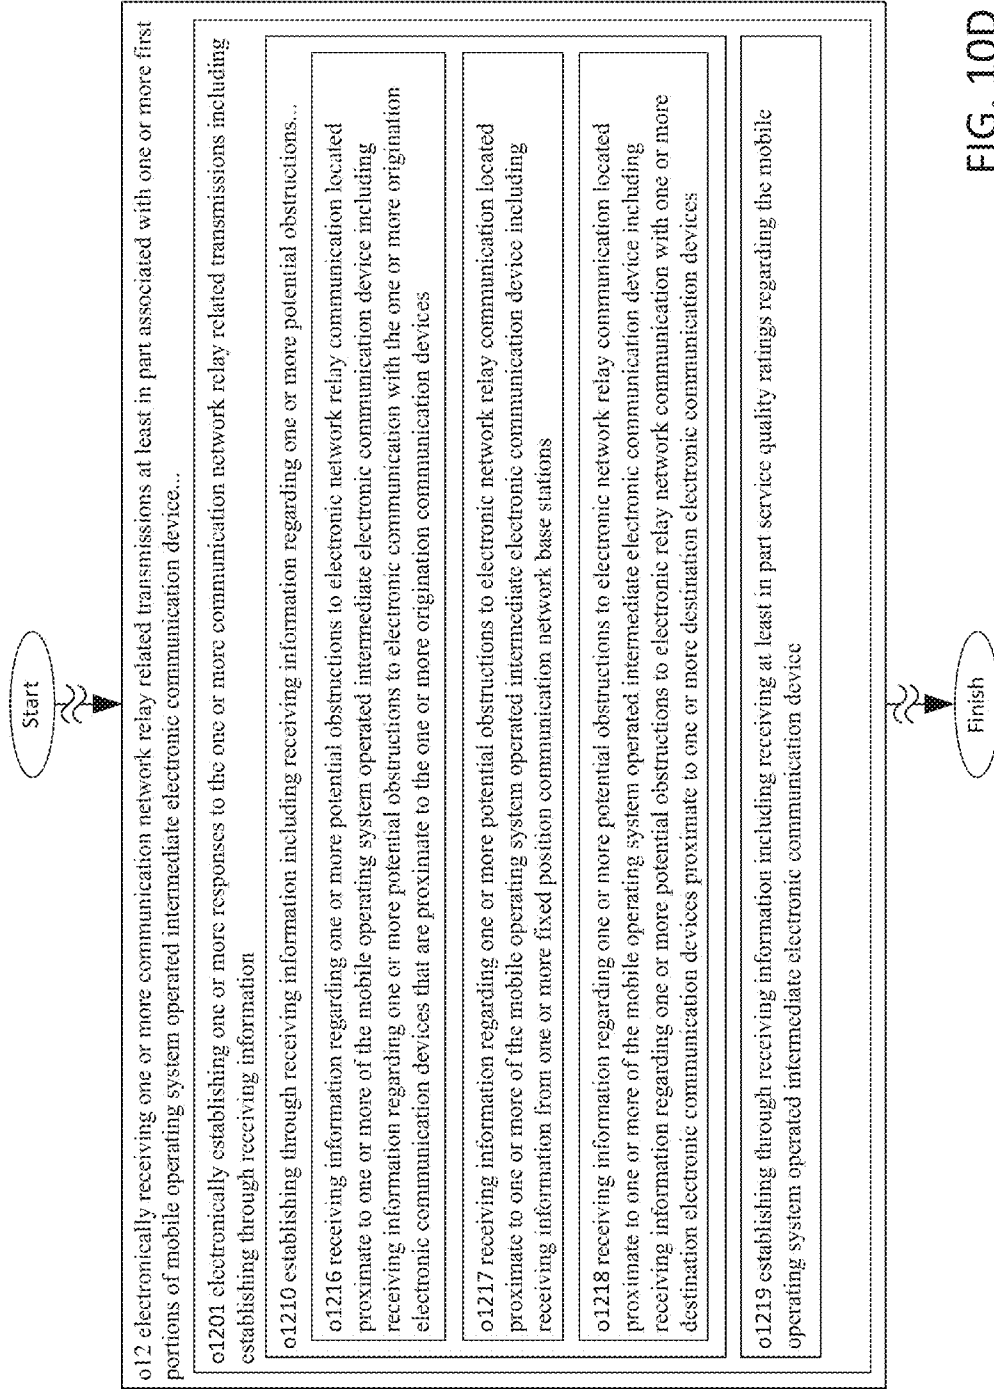 Start
o12 electronically receiving one or more communication network relay related transmissions at least in part associated with one or more first
portions of mobile operating system operated intermediate electronic communication device...
o1201 electronically establishing one or more responses to the one or more communication network relay related transmissions including
establishing through receiving information
o1210 establishing through receiving information including receiving information regarding one or more potential obstructions...
o1216 receiving information regarding one or more potential obstructions to electronic network relay communication located
proximate to one or more of the mobile operating system operated intermediate electronic communication device including
receiving information regarding one or more potential obstructions to electronic communication with the one or more origination
electronic communication devices that are proximate to the one or more origination communication devices
o1217 receiving information regarding one or more potential obstructions to electronic network relay communication located
proximate to one or more of the mobile operating system operated intermediate electronic communication device including
receiving information from one or more fixed position communication network base stations
o1218 receiving information regarding one or more potential obstructions to electronic network relay communication located
proximate to one or more of the mobile operating system operated intermediate electronic communication device including
receiving information regarding one or more potential obstructions to electronic relay network communication with one or more
destination electronic communication devices proximate to one or more destination electronic communication devices
o1219 establishing through receiving information including receiving at least in part service quality ratings regarding the mobile
operating system operated intermediate electronic communication device
Finish
FIG. 10D